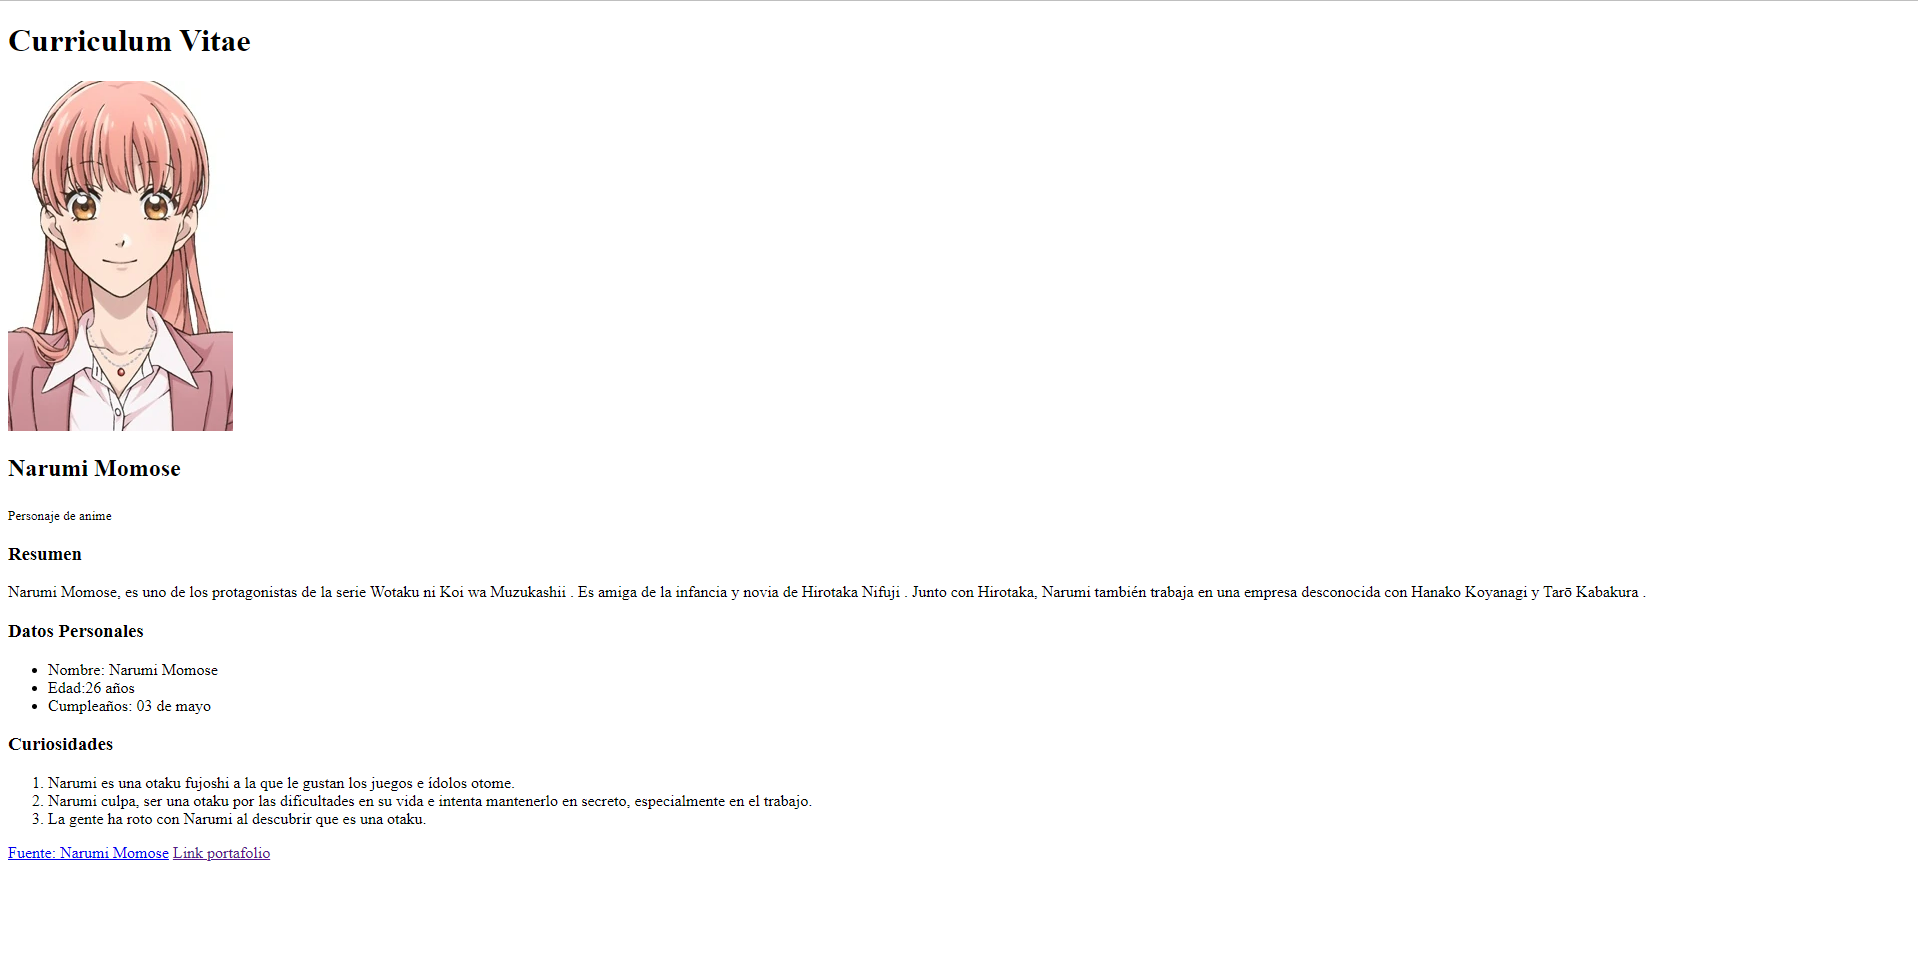 Curriculum Vitae
Narumi Momose
Personaje de anime
Resumen
Narumi Momose, es uno de los protagonistas de la serie Wotaku ni Koi wa Muzukashii . Es amiga de la infancia y novia de Hirotaka Nifuji . Junto con Hirotaka, Narumi también trabaja en una empresa desconocida con Hanako Koyanagi y Tarō Kabakura .
Datos Personales
• Nombre: Narumi Momose
• Edad:26 años
• Cumpleaños: 03 de mayo
Curiosidades
1. Narumi es una otaku fujoshi a la que le gustan los juegos e ídolos otome.
2. Narumi culpa, ser una otaku por las dificultades en su vida e intenta mantenerlo en secreto, especialmente en el trabajo.
3. La gente ha roto con Narumi al descubrir que es una otaku.
Fuente: Narumi Momose Link portafolio